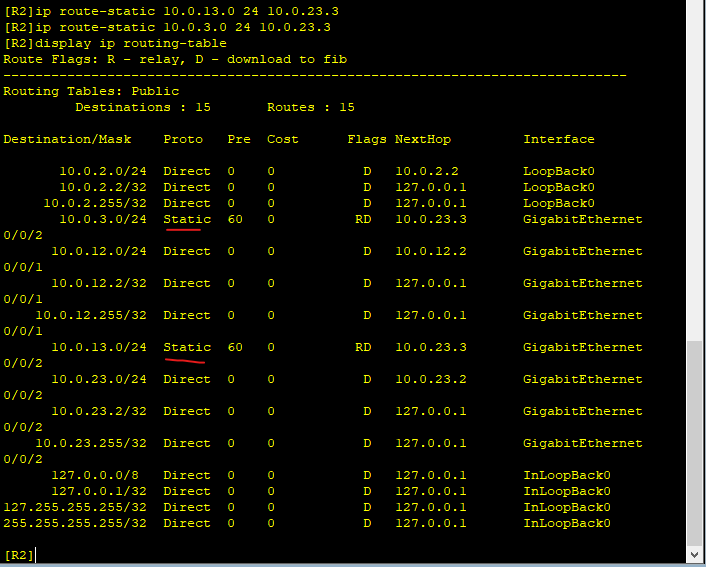 [R2]ip route-static 10.0.13.0 24 10.0.23.3
[R2]ip route-static 10.0.3.0 24 10.0.23.3
[R2]display ip routing-table
Route Flags: R - relay, D - download to fib
------------------------------------------------------------------------------
Routing Tables: Public
         Destinations : 15       Routes : 15

Destination/Mask    Proto   Pre  Cost      Flags NextHop         Interface

       10.0.2.0/24  Direct  0    0           D   10.0.2.2        LoopBack0
       10.0.2.2/32  Direct  0    0           D   127.0.0.1       LoopBack0
     10.0.2.255/32  Direct  0    0           D   127.0.0.1       LoopBack0
       10.0.3.0/24  Static  60   0          RD   10.0.23.3       GigabitEthernet
0/0/2
      10.0.12.0/24  Direct  0    0           D   10.0.12.2       GigabitEthernet
0/0/1
      10.0.12.2/32  Direct  0    0           D   127.0.0.1       GigabitEthernet
0/0/1
    10.0.12.255/32  Direct  0    0           D   127.0.0.1       GigabitEthernet
0/0/1
      10.0.13.0/24  Static  60   0          RD   10.0.23.3       GigabitEthernet
0/0/2
      10.0.23.0/24  Direct  0    0           D   10.0.23.2       GigabitEthernet
0/0/2
      10.0.23.2/32  Direct  0    0           D   127.0.0.1       GigabitEthernet
0/0/2
    10.0.23.255/32  Direct  0    0           D   127.0.0.1       GigabitEthernet
0/0/2
      127.0.0.0/8   Direct  0    0           D   127.0.0.1       InLoopBack0
      127.0.0.1/32  Direct  0    0           D   127.0.0.1       InLoopBack0
127.255.255.255/32  Direct  0    0           D   127.0.0.1       InLoopBack0
255.255.255.255/32  Direct  0    0           D   127.0.0.1       InLoopBack0

[R2]